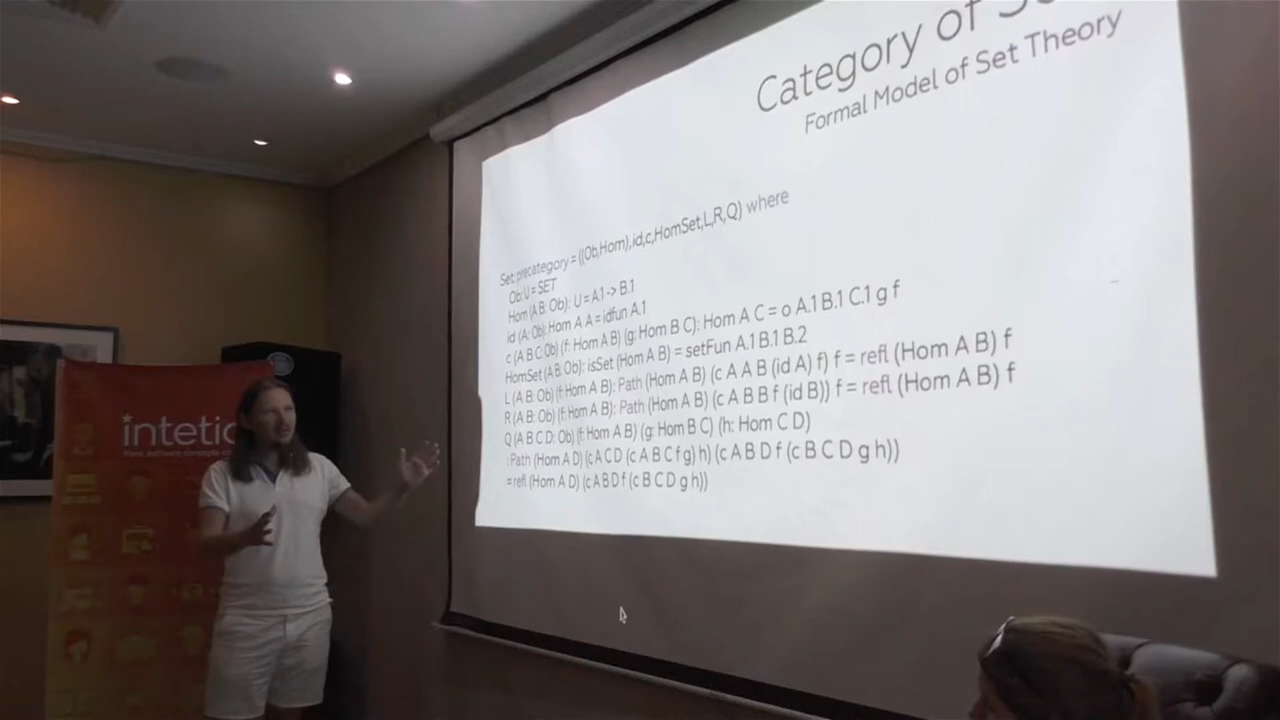 Category of
Formal Model of Set Theory
Set: precategory = ((Ob,Hom),id,c,HomSet,L,R,Q) where
Ob: U = SET
Hom (A B: Ob): U = A.1 -> B.1
id (A: Ob): Hom A A = idfun A.1
c (A B C: Ob) (f: Hom A B) (g: Hom B C): Hom A C = o A.1 B.1 C.1 g f
HomSet (A B: Ob): isSet (Hom A B) = setFun A.1 B.1 B.2
L (A B: Ob) (f: Hom A B): Path (Hom A B) (c A A B (id A) f) f = refl (Hom A B) f
R (A B: Ob) (f: Hom A B): Path (Hom A B) (c A B B f (id B)) f = refl (Hom A B) f
Q (A B C D: Ob) (f: Hom A B) (g: Hom B C) (h: Hom C D)
: Path (Hom A D) (c A C D (c A B C f g) h) (c A B D f (c B C D g h))
= refl (Hom A D) (c A B D f (c B C D g h))
intetic